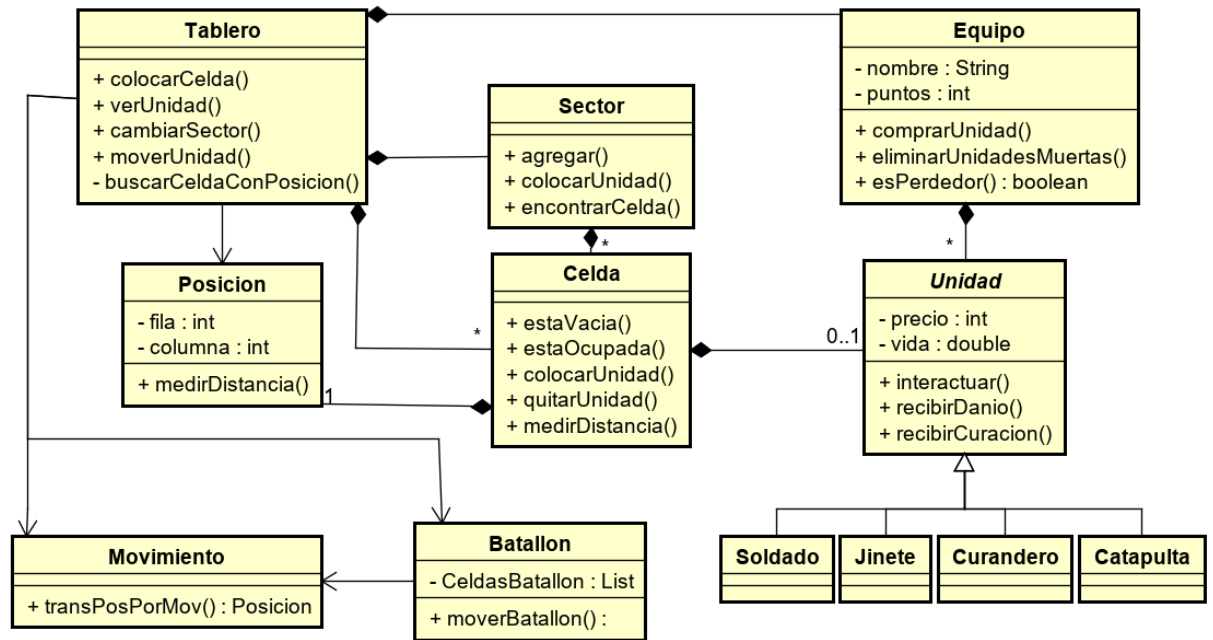 Tablero
+ colocarCelda()
+ verUnidad()
+ cambiarSector()
+ moverUnidad()
- buscarCeldaConPosicion()
Equipo
- nombre : String
- puntos : int
+ comprarUnidad()
+ eliminarUnidadesMuertas()
+ esPerdedor() : boolean
Sector
+ agregar()
+ colocarUnidad()
+ encontrarCelda()
*
*
Posicion
- fila : int
- columna : int
+ medirDistancia()
1
Celda
+ estaVacia()
+ estaOcupada()
+ colocarUnidad()
+ quitarUnidad()
+ medirDistancia()
*
0..1
Unidad
- precio : int
- vida : double
+ interactuar()
+ recibirDanio()
+ recibirCuracion()
Movimiento
+ transPosPorMov() : Posicion
Batallon
- CeldasBatallon : List
+ moverBatallon() :
Soldado
Jinete
Curandero
Catapulta